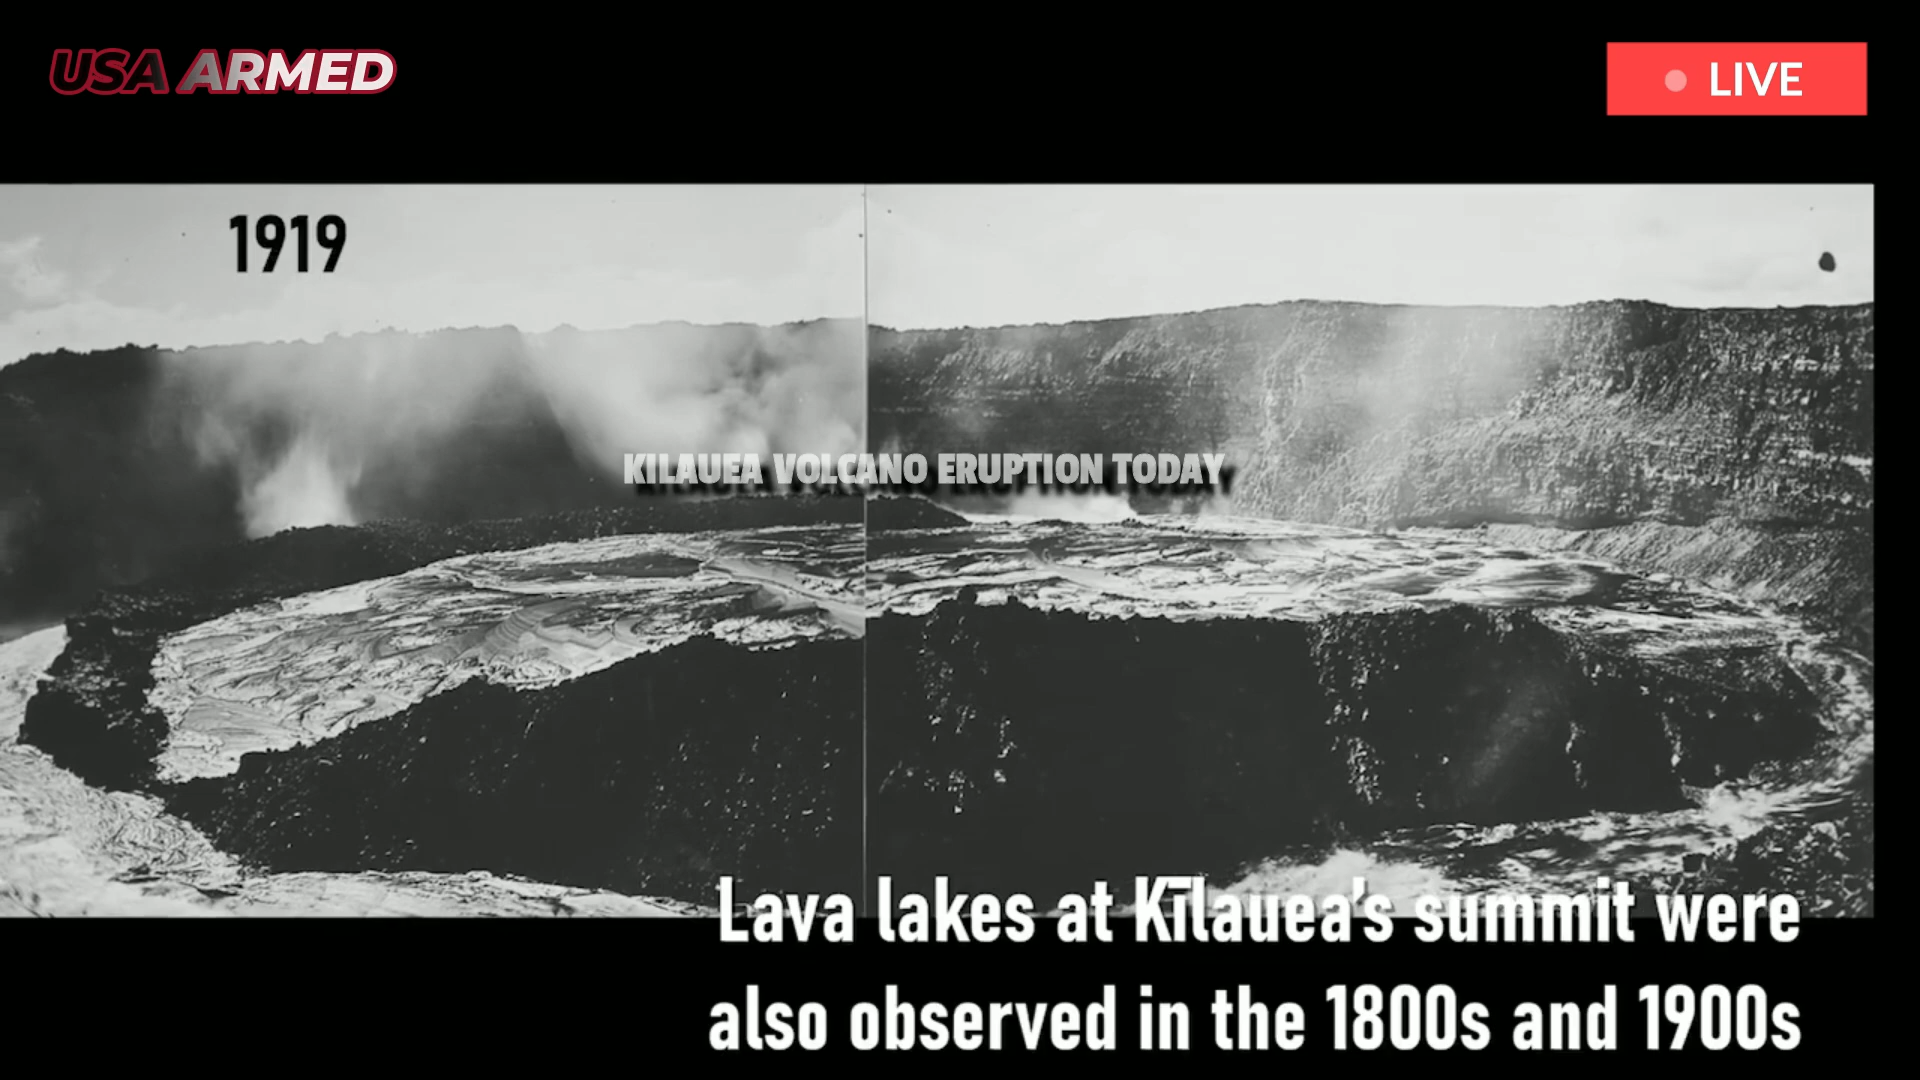 USA ARMED
LIVE
1919
KILAUEA VOLCANO ERUPTION TODAY
Lava lakes at Kīlauea's summit were
also observed in the 1800s and 1900s